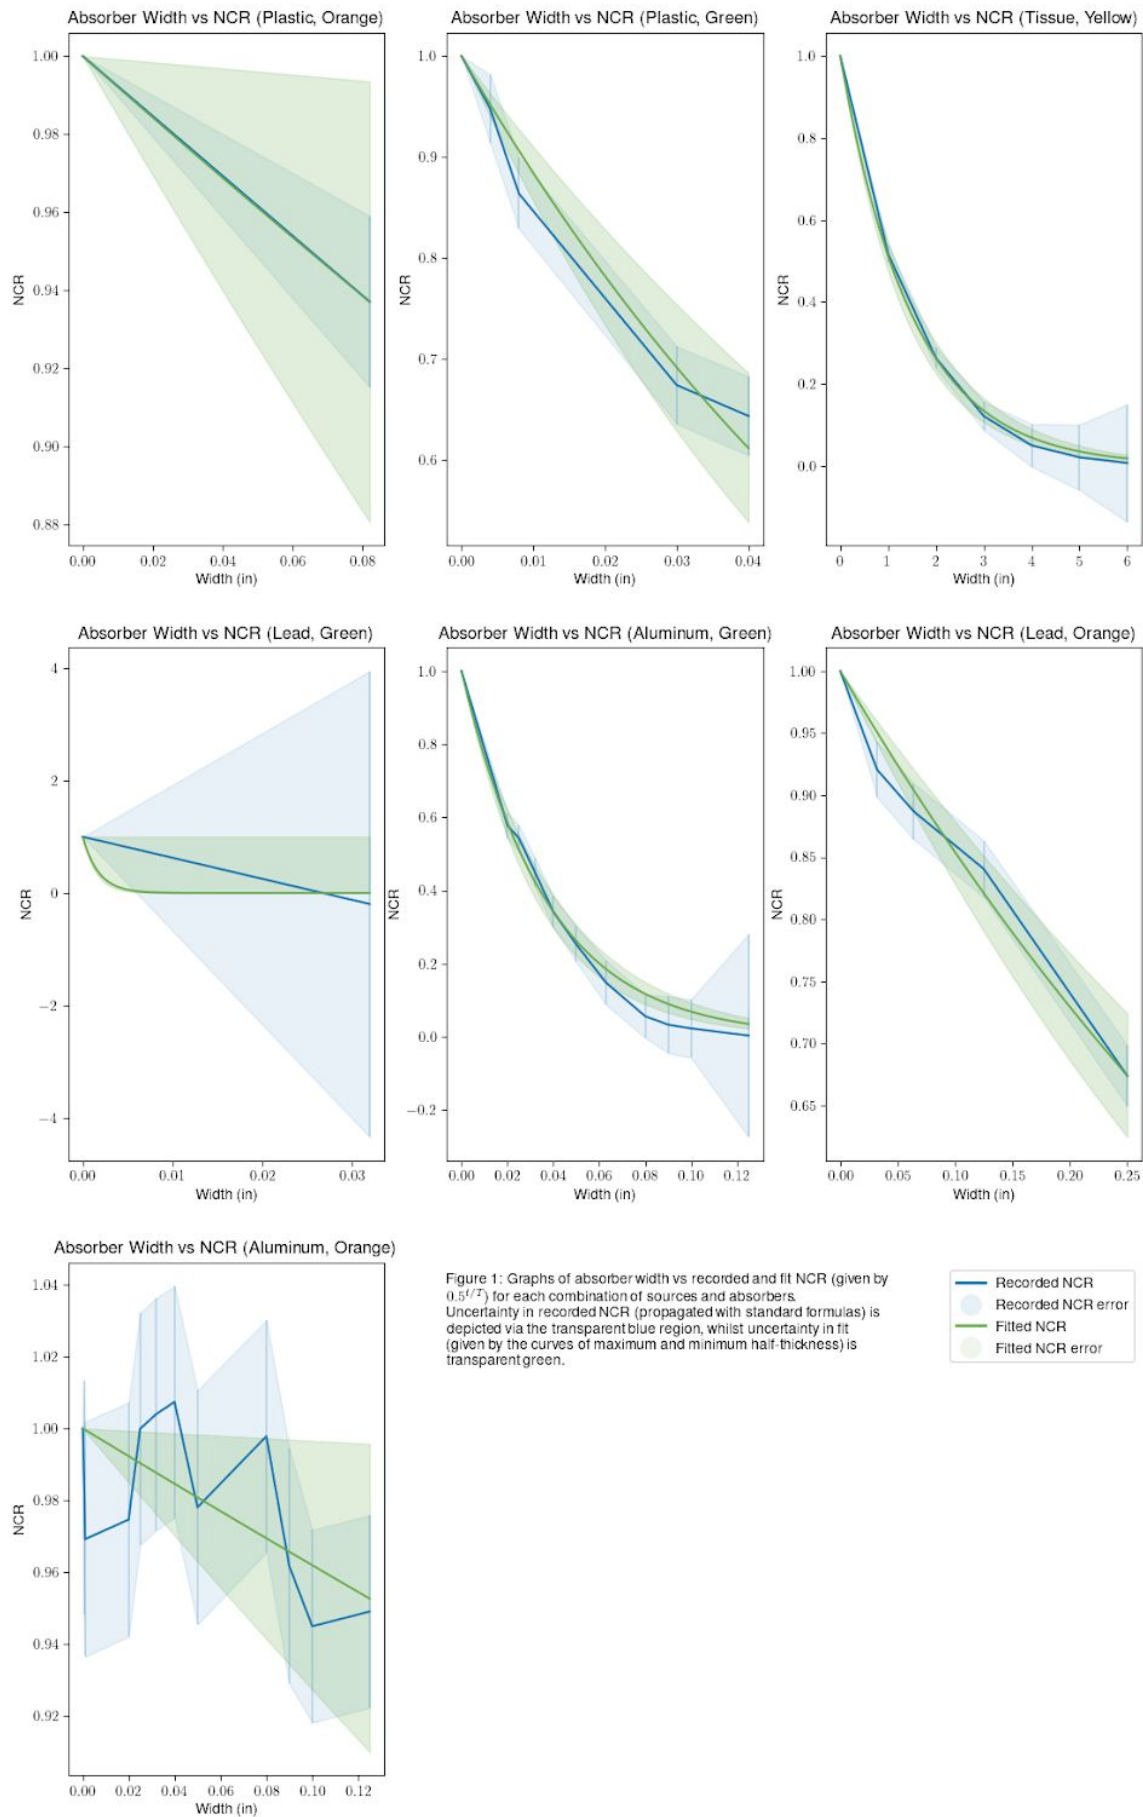 Absorber Width vs NCR (Plastic, Orange)
1.00
0.98
0.96
0.94
0.92
0.90
0.88
NCR
0.00 0.02 0.04 0.06 0.08
Width (in)
Absorber Width vs NCR (Plastic, Green)
1.0
0.9
0.8
0.7
0.6
NCR
0.00 0.01 0.02 0.03 0.04
Width (in)
Absorber Width vs NCR (Tissue, Yellow)
1.0
0.8
0.6
0.4
0.2
0.0
NCR
0 1 2 3 4 5 6
Width (in)
Absorber Width vs NCR (Lead, Green)
4
2
0
−2
−4
NCR
0.00 0.01 0.02 0.03
Width (in)
Absorber Width vs NCR (Aluminum, Green)
1.0
0.8
0.6
0.4
0.2
0.0
−0.2
NCR
0.00 0.02 0.04 0.06 0.08 0.10 0.12
Width (in)
Absorber Width vs NCR (Lead, Orange)
1.00
0.95
0.90
0.85
0.80
0.75
0.70
0.65
NCR
0.00 0.05 0.10 0.15 0.20 0.25
Width (in)
Absorber Width vs NCR (Aluminum, Orange)
1.04
1.02
1.00
0.98
0.96
0.94
0.92
NCR
0.00 0.02 0.04 0.06 0.08 0.10 0.12
Width (in)
Figure 1: Graphs of absorber width vs recorded and fit NCR (given by
0.5^{t/T}) for each combination of sources and absorbers.
Uncertainty in recorded NCR (propagated with standard formulas) is
depicted via the transparent blue region, whilst uncertainty in fit
(given by the curves of maximum and minimum half-thickness) is
transparent green.
Recorded NCR
Recorded NCR error
Fitted NCR
Fitted NCR error